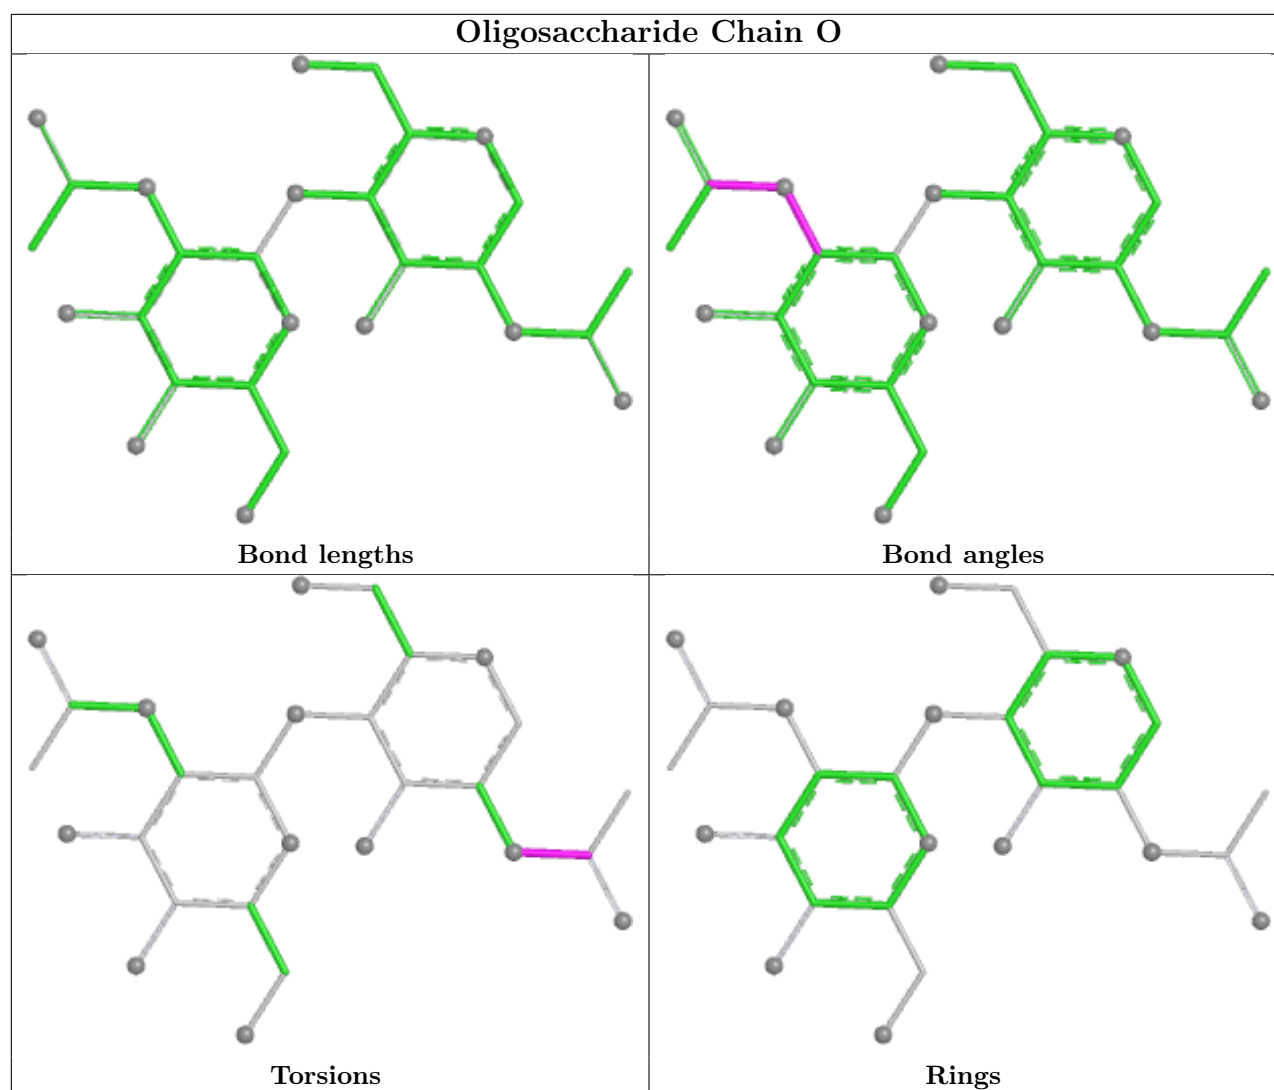 Oligosaccharide Chain O
Bond lengths
Bond angles
Torsions
Rings